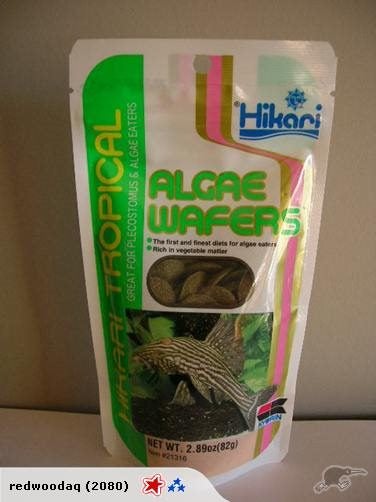 Hikari
HIKARI TROPICAL
GREAT FOR PLECOSTOMUS & ALGAE EATERS
ALGAE
WAFERS
The first and finest diets for algae eaters
Rich in vegetable matter
KYORIN
NET WT. 2.89oz(82g)
Item #21316
redwoodaq (2080)